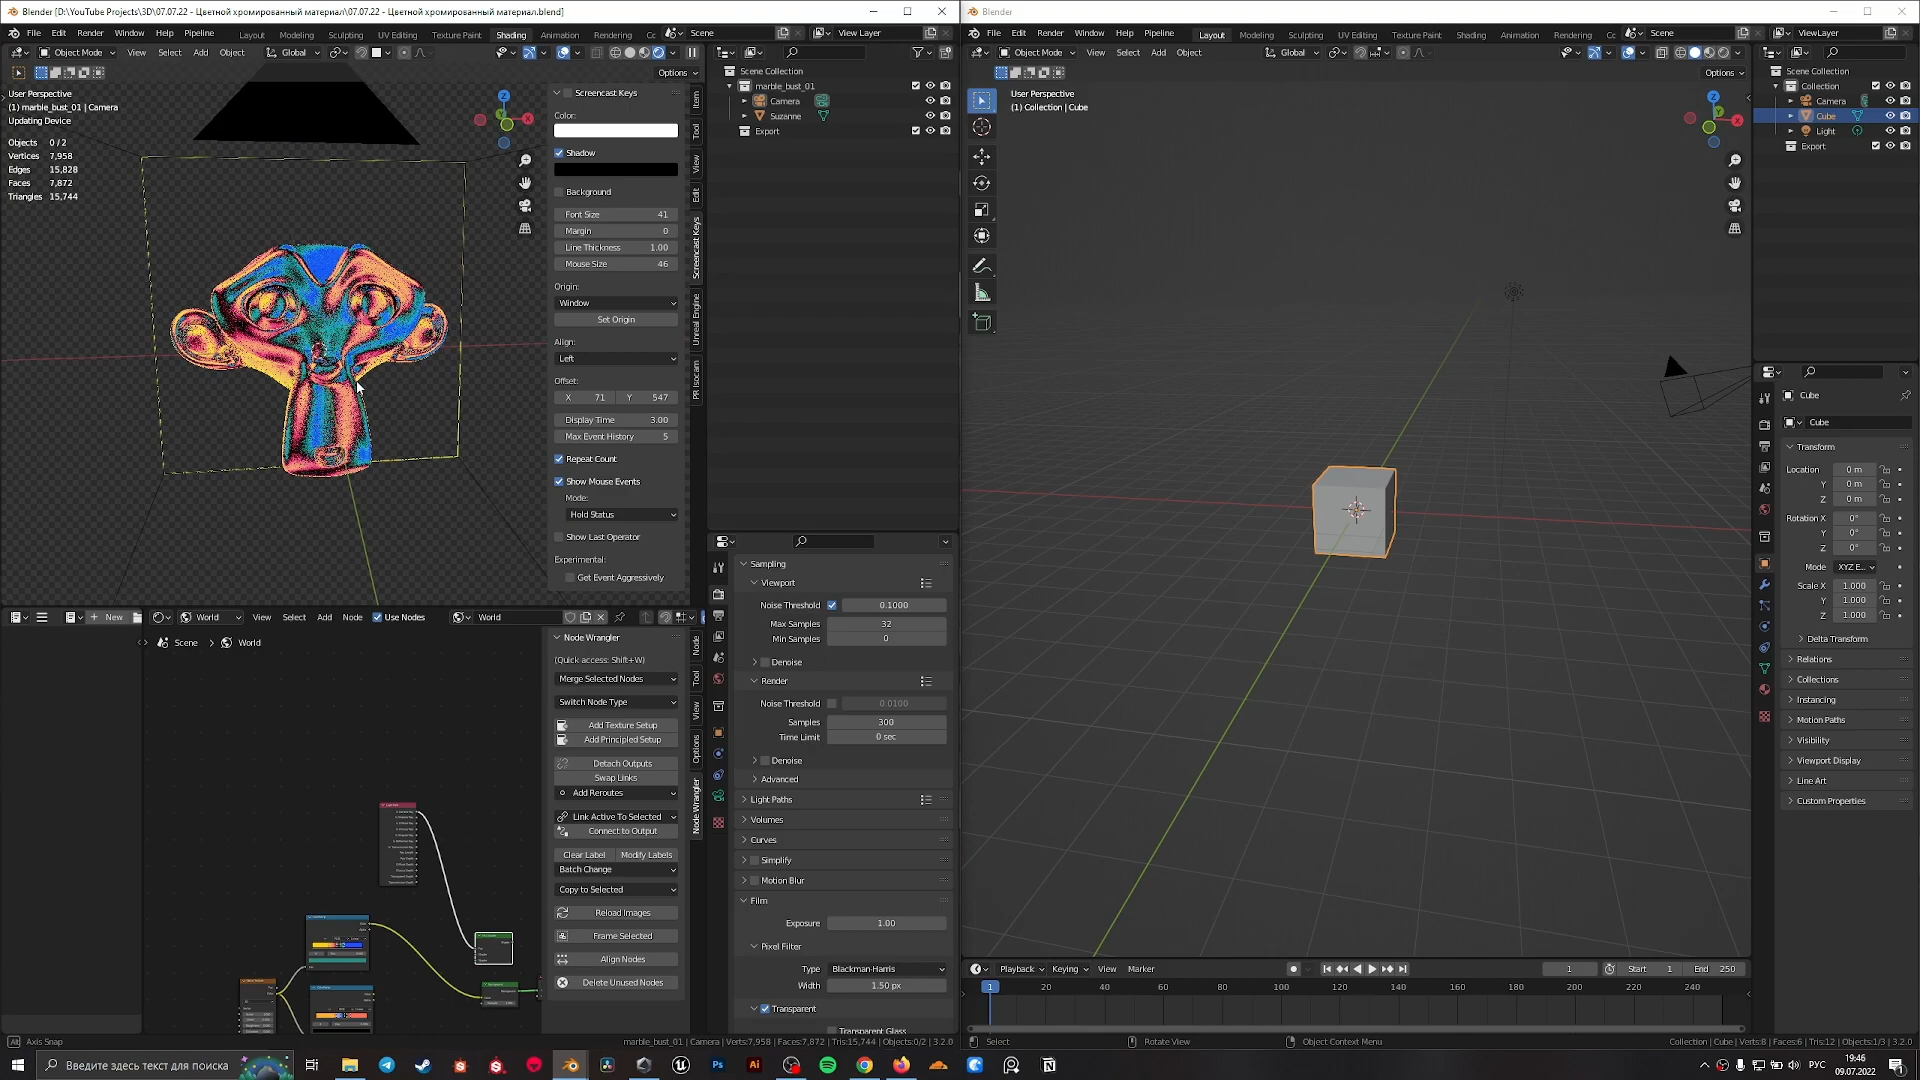 Blender [D:\YouTube Projects\3D\07.07.22 - Цветной хромированный материал\07.07.22 - Цветной хромированный материал.blend]
File Edit Render Window Help Pipeline Layout Modeling Sculpting UV Editing Texture Paint Shading Animation Rendering Cc Scene View Layer
Object Mode View Select Add Object Global
Options
User Perspective
(1) marble_bust_01 | Camera
Updating Device
Objects 0 / 2
Vertices 7,958
Edges 15,828
Faces 7,872
Triangles 15,744
Z
X
Screencast Keys
Color:
Shadow
Background
Font Size 41
Margin 0
Line Thickness 1.00
Mouse Size 46
Origin:
Window
Set Origin
Align:
Left
Offset:
X 71 Y 547
Display Time 3.00
Max Event History 5
Repeat Count
Show Mouse Events
Mode:
Hold Status
Show Last Operator
Experimental:
Get Event Aggressively
Item
Tool
View
Edit
Screencast Keys
Unreal Engine
PR Isocam
Scene Collection
marble_bust_01
Camera
Suzanne
Export
New World View Select Add Node Use Nodes World
Scene > World
Node Wrangler
(Quick access: Shift+W)
Merge Selected Nodes
Switch Node Type
Add Texture Setup
Add Principled Setup
Detach Outputs
Swap Links
Add Reroutes
Link Active To Selected
Connect to Output
Clear Label Modify Labels
Batch Change
Copy to Selected
Reload Images
Frame Selected
Align Nodes
Delete Unused Nodes
Node
Tool
View
Options
Node Wrangler
Sampling
Viewport
Noise Threshold 0.1000
Max Samples 32
Min Samples 0
Denoise
Render
Noise Threshold 0.0100
Samples 300
Time Limit 0 sec
Denoise
Advanced
Light Paths
Volumes
Curves
Simplify
Motion Blur
Film
Exposure 1.00
Pixel Filter
Type Blackman-Harris
Width 1.50 px
Transparent
Transparent Glass
Axis Snap
marble_bust_01 | Camera | Verts:7,958 | Faces:7,872 | Tris:15,744 | Objects:0/2 | 3.2.0
Blender
File Edit Render Window Help Pipeline Layout Modeling Sculpting UV Editing Texture Paint Shading Animation Rendering Cc Scene ViewLayer
Object Mode View Select Add Object Global
Options
User Perspective
(1) Collection | Cube
Z
X
Scene Collection
Collection
Camera
Cube
Light
Export
Cube
Cube
Transform
Location 0 m
Y 0 m
Z 0 m
Rotation X 0°
Y 0°
Z 0°
Mode XYZ E...
Scale X 1.000
Y 1.000
Z 1.000
Delta Transform
Relations
Collections
Instancing
Motion Paths
Visibility
Viewport Display
Line Art
Custom Properties
Playback Keying View Marker 1 Start 1 End 250
1 20 40 60 80 100 120 140 160 180 200 220 240
Select Rotate View Object Context Menu
Collection | Cube | Verts:8 | Faces:6 | Tris:12 | Objects:1/3 | 3.2.0
Введите здесь текст для поиска
Ps Ai РУС 19:46
09.07.2022